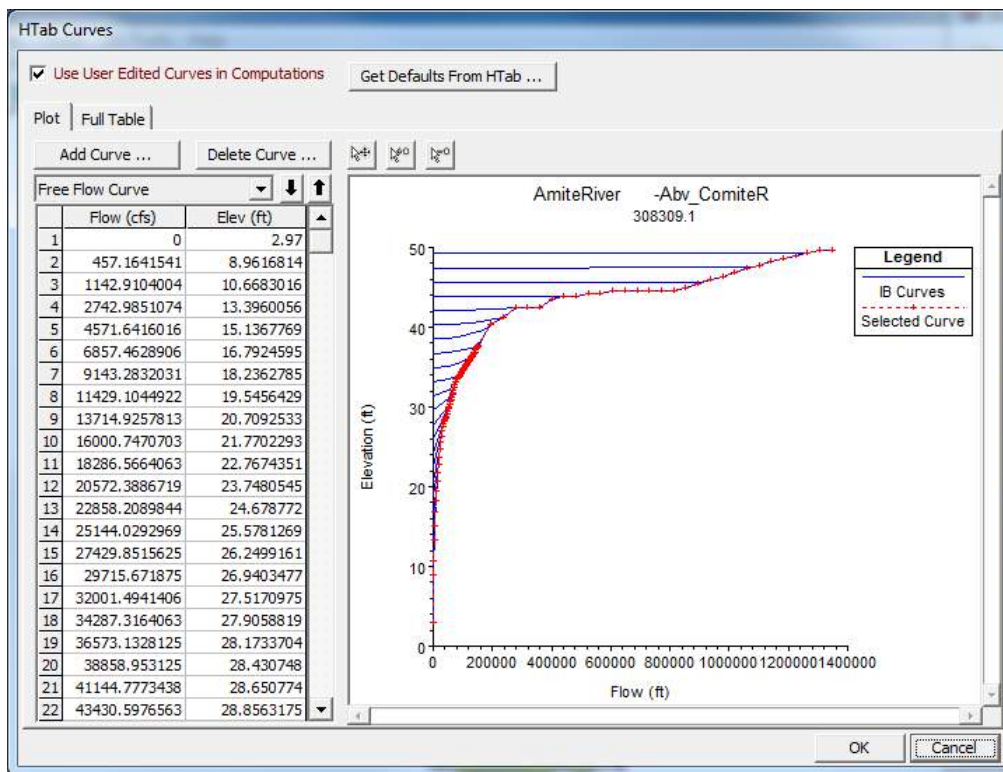 HTab Curves
Use User Edited Curves in Computations
Get Defaults From HTab ...
Plot
Full Table
Add Curve ...
Delete Curve ...
Free Flow Curve
Flow (cfs) Elev (ft)
1 0 2.97
2 457.1641541 8.9616814
3 1142.9104004 10.6683016
4 2742.9851074 13.3960056
5 4571.6416016 15.1367769
6 6857.4628906 16.7924595
7 9143.2832031 18.2362785
8 11429.1044922 19.5456429
9 13714.9257813 20.7092533
10 16000.7470703 21.7702293
11 18286.5664063 22.7674351
12 20572.3886719 23.7480545
13 22858.2089844 24.678772
14 25144.0292969 25.5781269
15 27429.8515625 26.2499161
16 29715.671875 26.9403477
17 32001.4941406 27.5170975
18 34287.3164063 27.9058819
19 36573.1328125 28.1733704
20 38858.953125 28.430748
21 41144.7773438 28.650774
22 43430.5976563 28.8563175
AmiteRiver -Abv_ComiteR
308309.1
Elevation (ft)
50
40
30
20
10
0
0 200000 400000 600000 800000 1000000 1200000 1400000
Flow (ft)
Legend
IB Curves
Selected Curve
OK
Cancel